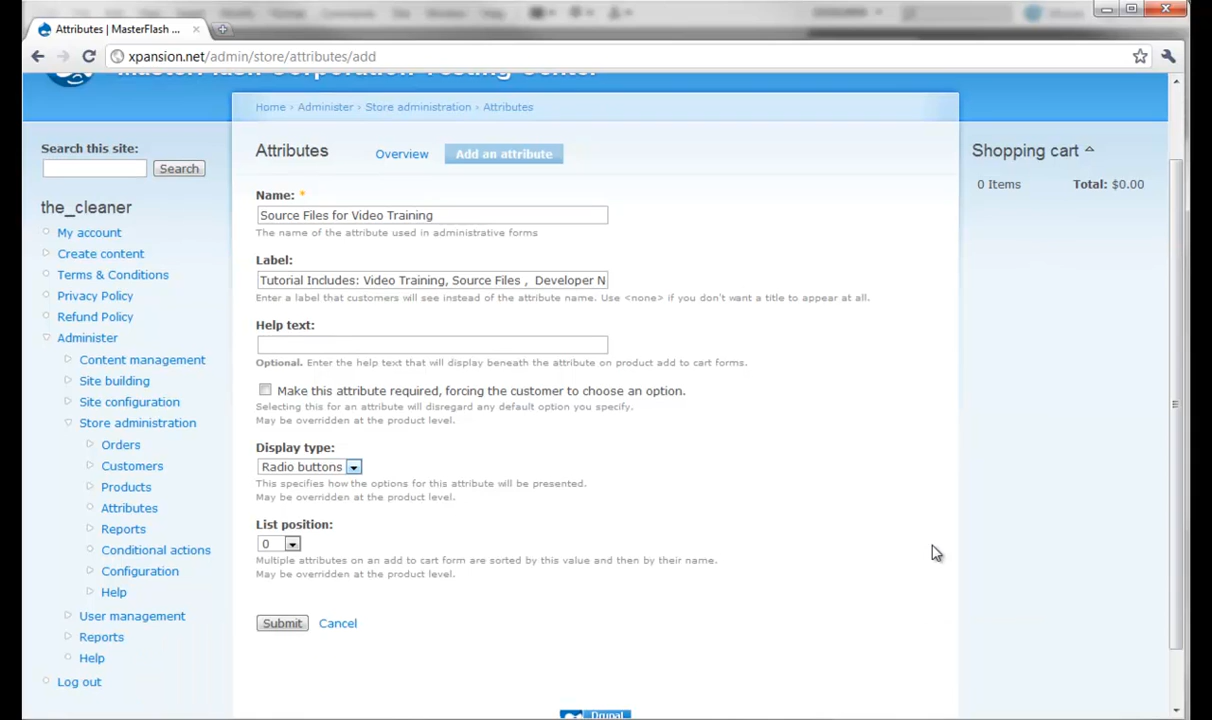 Attributes | MasterFlash ...
xpansion.net/admin/store/attributes/add
MasterFlash Corporation Testing Center
Home › Administer › Store administration › Attributes
Search this site:
Search
the_cleaner
My account
Create content
Terms & Conditions
Privacy Policy
Refund Policy
Administer
Content management
Site building
Site configuration
Store administration
Orders
Customers
Products
Attributes
Reports
Conditional actions
Configuration
Help
User management
Reports
Help
Log out
Attributes
Overview
Add an attribute
Name: *
Source Files for Video Training
The name of the attribute used in administrative forms
Label:
Tutorial Includes: Video Training, Source Files ,  Developer N
Enter a label that customers will see instead of the attribute name. Use <none> if you don't want a title to appear at all.
Help text:
Optional. Enter the help text that will display beneath the attribute on product add to cart forms.
Make this attribute required, forcing the customer to choose an option.
Selecting this for an attribute will disregard any default option you specify.
May be overridden at the product level.
Display type:
Radio buttons
This specifies how the options for this attribute will be presented.
May be overridden at the product level.
List position:
0
Multiple attributes on an add to cart form are sorted by this value and then by their name.
May be overridden at the product level.
Submit Cancel
Shopping cart
0 Items Total: $0.00
Drupal